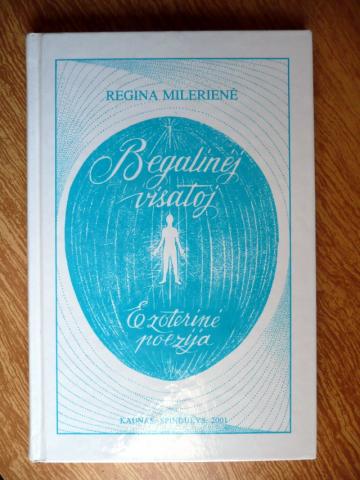 REGINA MILERIENĖ
Begalinėj
visatoj
Ezoterinė
poezija
KAUNAS, SPINDULYS, 2001